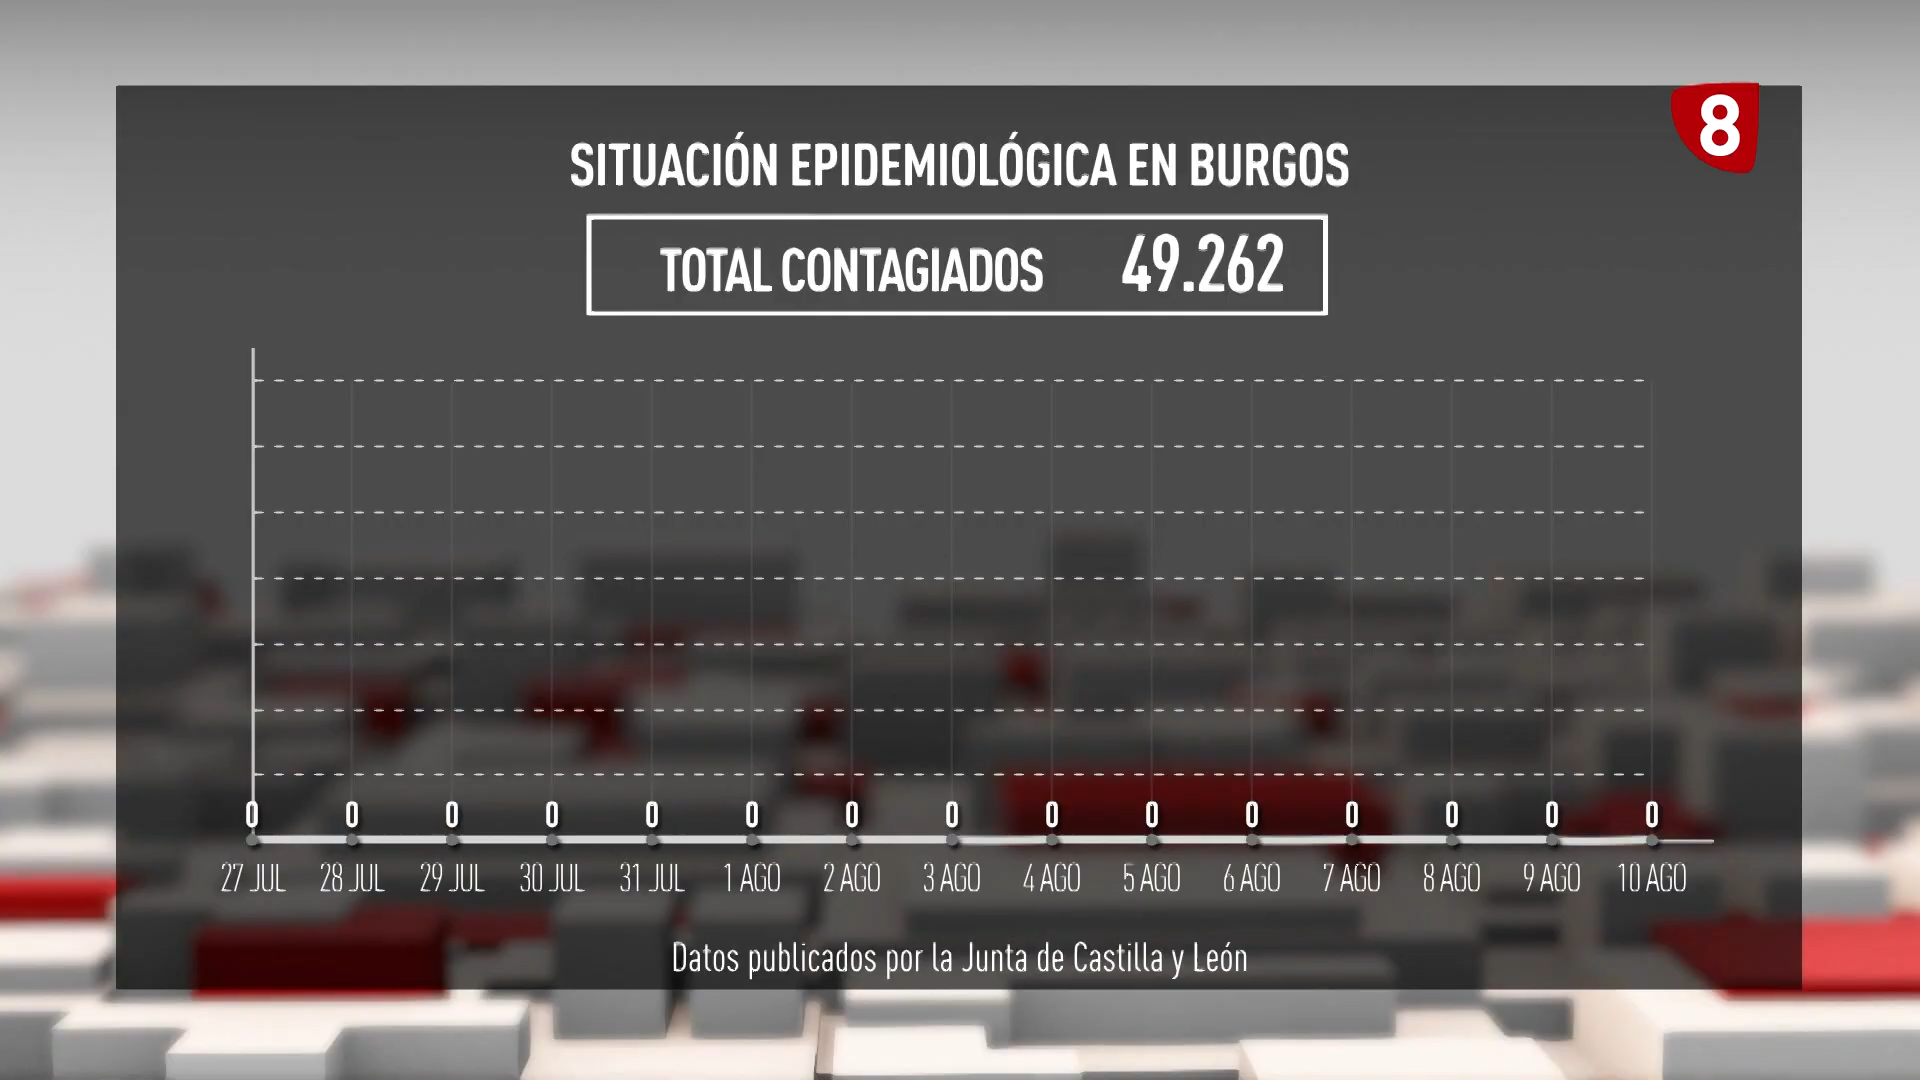 8
SITUACIÓN EPIDEMIOLÓGICA EN BURGOS
TOTAL CONTAGIADOS 49.262
0 0 0 0 0 0 0 0 0 0 0 0 0 0 0
27 JUL 28 JUL 29 JUL 30 JUL 31 JUL 1 AGO 2 AGO 3 AGO 4 AGO 5 AGO 6 AGO 7 AGO 8 AGO 9 AGO 10 AGO
Datos publicados por la Junta de Castilla y León